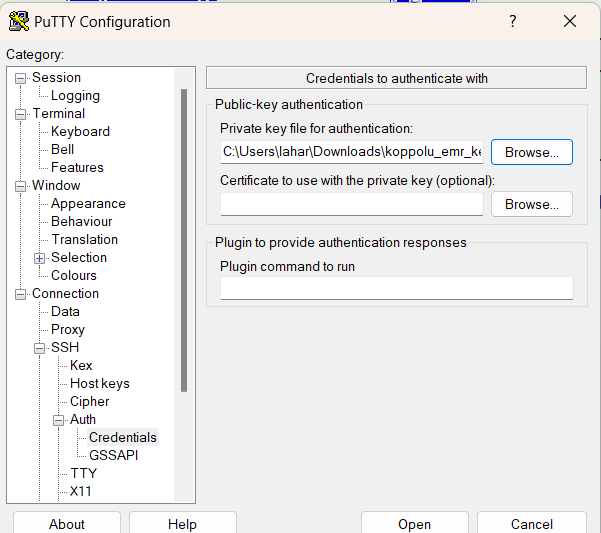 PuTTY Configuration
Category:
Session
Logging
Terminal
Keyboard
Bell
Features
Window
Appearance
Behaviour
Translation
Selection
Colours
Connection
Data
Proxy
SSH
Kex
Host keys
Cipher
Auth
Credentials
GSSAPI
TTY
X11
Credentials to authenticate with
Public-key authentication
Private key file for authentication:
C:\Users\lahar\Downloads\koppolu_emr_ke
Browse...
Certificate to use with the private key (optional):
Browse...
Plugin to provide authentication responses
Plugin command to run
About
Help
Open
Cancel